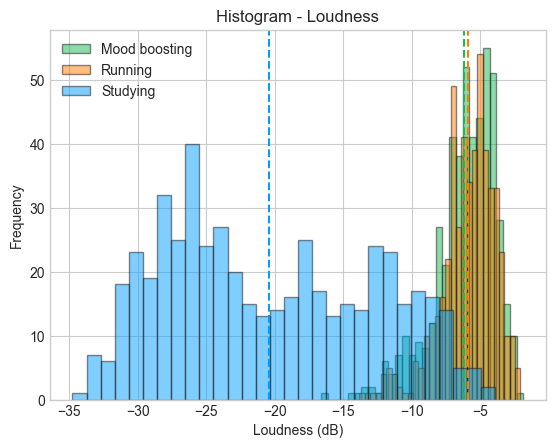 Histogram - Loudness
Mood boosting
Running
Studying
Frequency
50
40
30
20
10
0
−35 −30 −25 −20 −15 −10 −5
Loudness (dB)